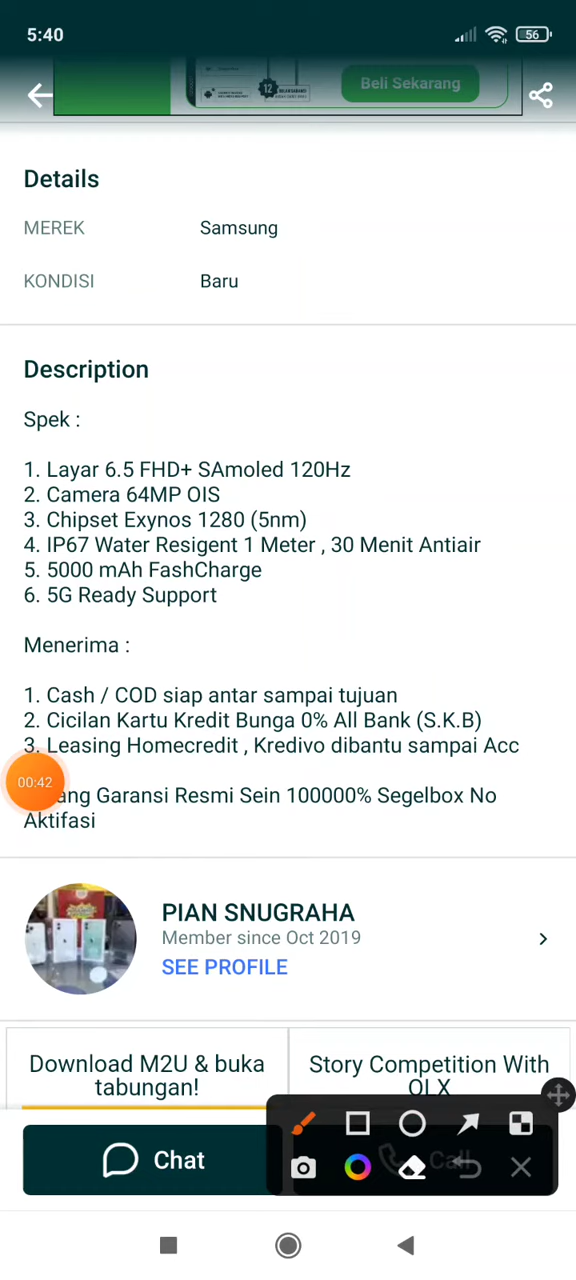 5:40
56
12
Beli Sekarang
Details
MEREK Samsung
KONDISI Baru
Description
Spek :
1. Layar 6.5 FHD+ SAmoled 120Hz
2. Camera 64MP OIS
3. Chipset Exynos 1280 (5nm)
4. IP67 Water Resigent 1 Meter , 30 Menit Antiair
5. 5000 mAh FashCharge
6. 5G Ready Support
Menerima :
1. Cash / COD siap antar sampai tujuan
2. Cicilan Kartu Kredit Bunga 0% All Bank (S.K.B)
3. Leasing Homecredit , Kredivo dibantu sampai Acc
00:42
ang Garansi Resmi Sein 100000% Segelbox No
Aktifasi
PIAN SNUGRAHA
Member since Oct 2019
SEE PROFILE
Download M2U & buka
tabungan!
Story Competition With
OLX
Chat
Call